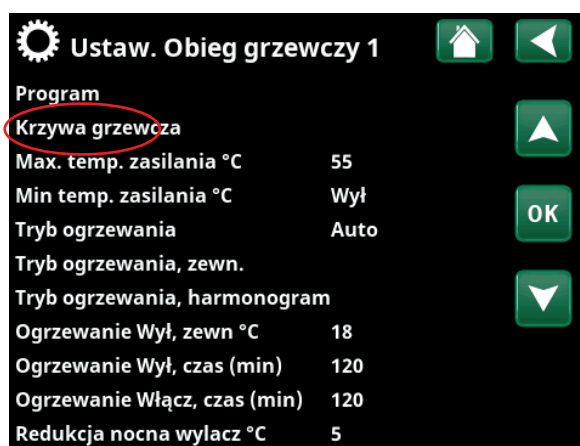 Ustaw. Obieg grzewczy 1
Program
Krzywa grzewcza
Max. temp. zasilania °C 55
Min temp. zasilania °C Wył
Tryb ogrzewania Auto
OK
Tryb ogrzewania, zewn.
Tryb ogrzewania, harmonogram
Ogrzewanie Wył, zewn °C 18
Ogrzewanie Wył, czas (min) 120
Ogrzewanie Włącz, czas (min) 120
Redukcja nocna wylacz °C 5